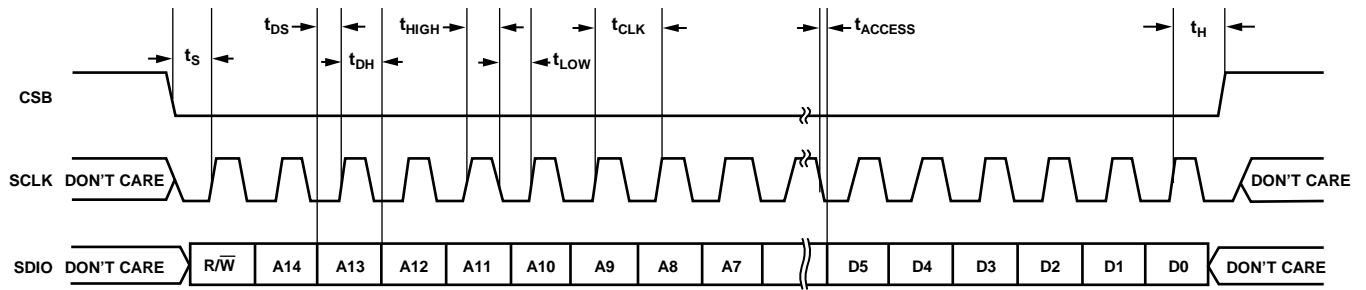 tDS tHIGH tCLK tACCESS tH
tS tDH tLOW
CSB
SCLK DON'T CARE DON'T CARE
SDIO DON'T CARE R/W̅ A14 A13 A12 A11 A10 A9 A8 A7 D5 D4 D3 D2 D1 D0 DON'T CARE